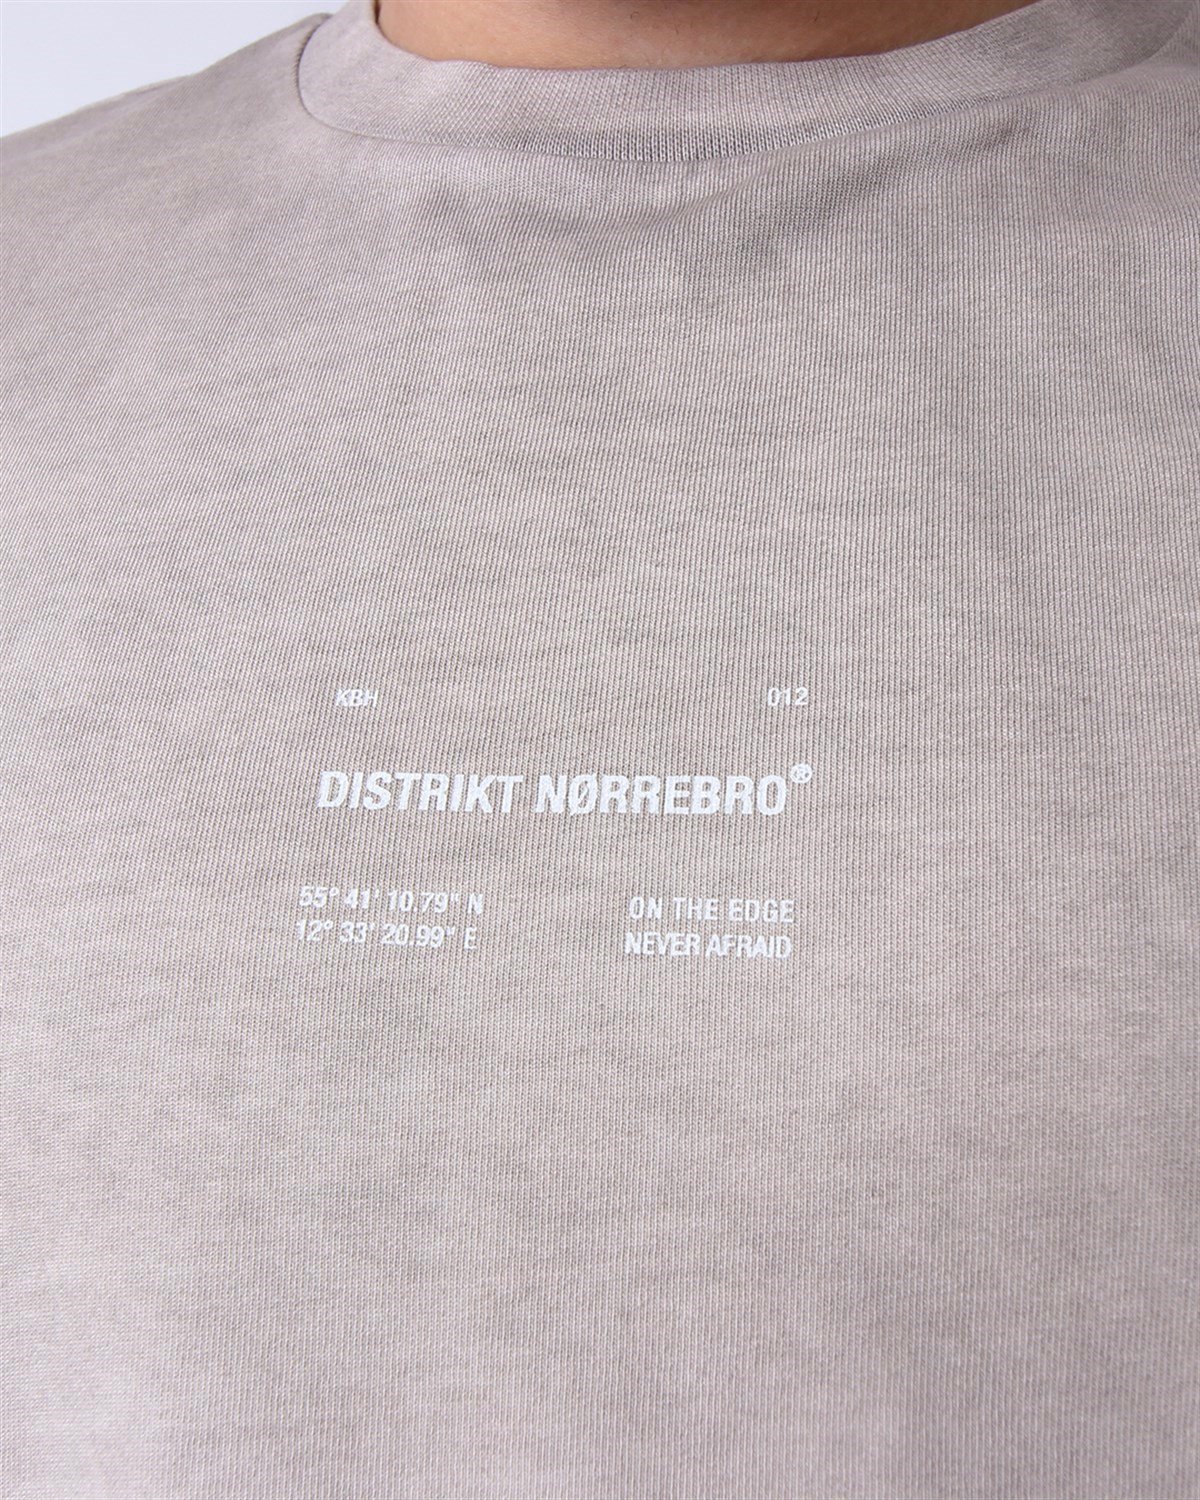 KBH 012
DISTRIKT NØRREBRO®
55° 41' 10.79" N
12° 33' 20.99" E
ON THE EDGE
NEVER AFRAID